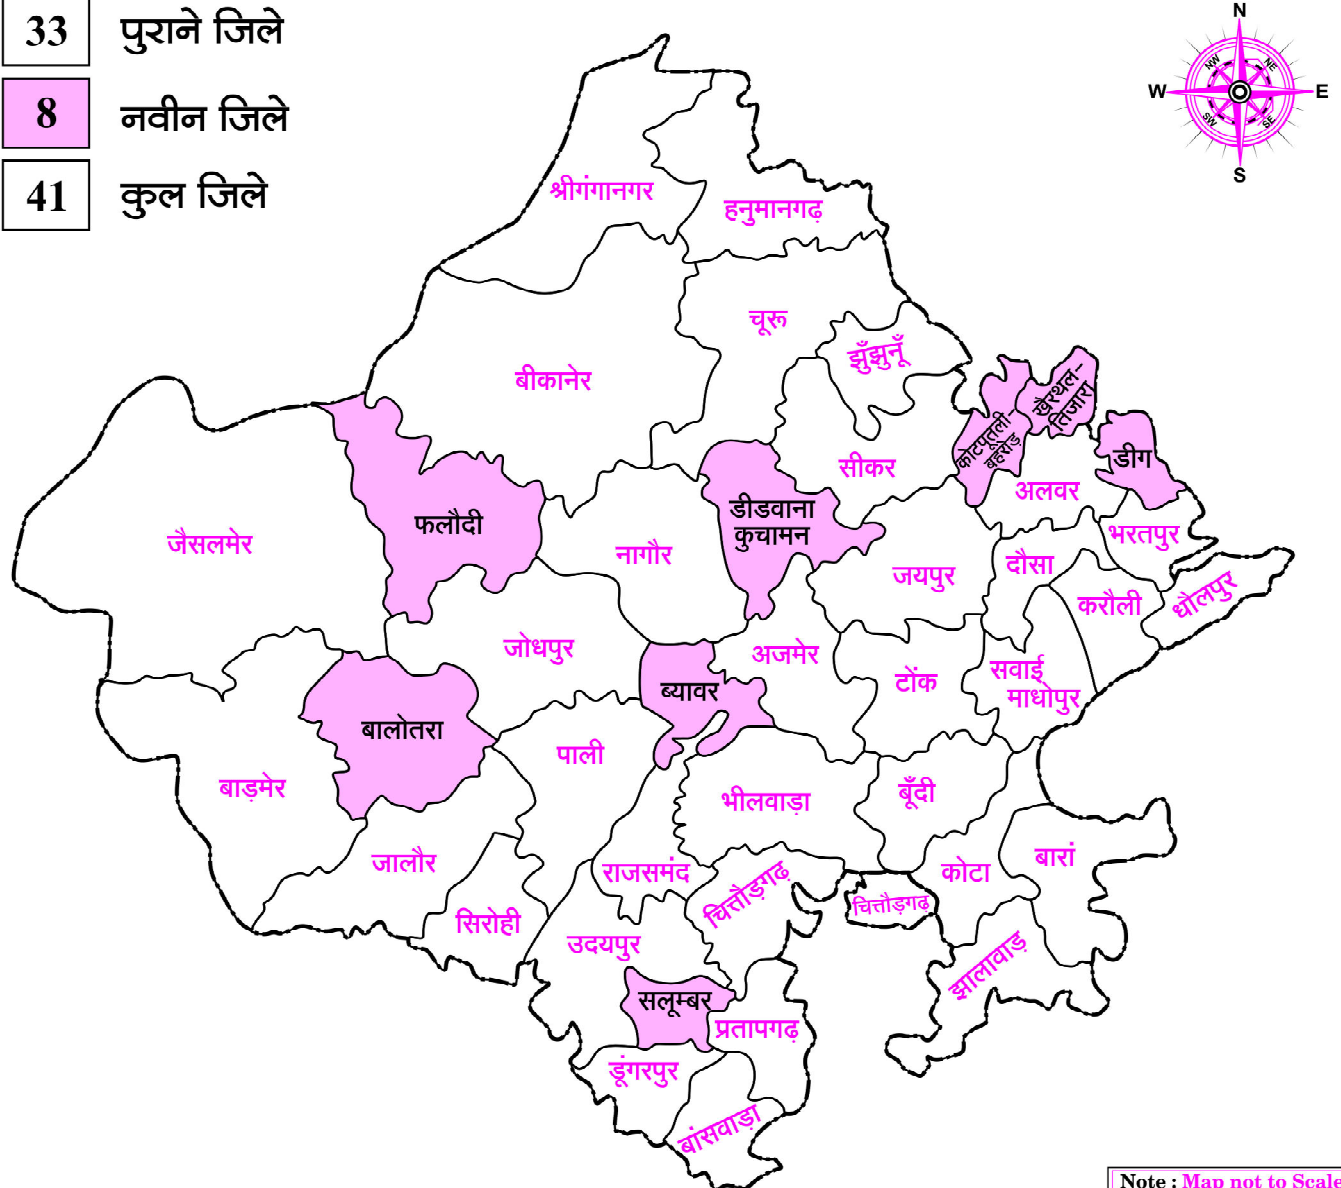 33 पुराने जिले
8 नवीन जिले
41 कुल जिले
N
NW NE
W E
SW SE
S
श्रीगंगानगर
हनुमानगढ़
चूरू
झुँझुनूँ
बीकानेर
खैरथल-
तिजारा
कोटपूतली-
बहरोड़
डीग
सीकर
अलवर
डीडवाना
कुचामन
फलौदी
जैसलमेर
नागौर
भरतपुर
जयपुर
दौसा
करौली
धौलपुर
जोधपुर
अजमेर
टोंक
सवाई
माधोपुर
ब्यावर
बालोतरा
पाली
बाड़मेर
भीलवाड़ा
बूँदी
जालौर
राजसमंद
चित्तौड़गढ़
चित्तौड़गढ़
कोटा
बारां
सिरोही
उदयपुर
झालावाड़
सलूम्बर
प्रतापगढ़
डूंगरपुर
बांसवाड़ा
Note : Map not to Scale